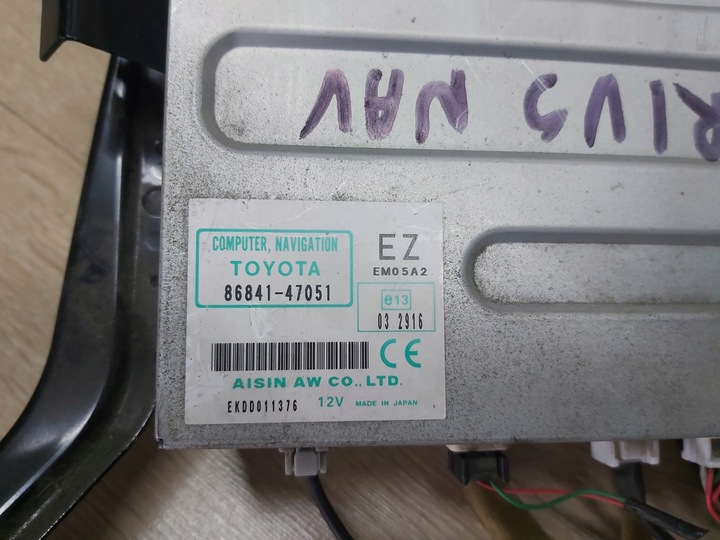 RIUS NAV
COMPUTER, NAVIGATION
TOYOTA
86841-47051
EZ
EM05A2
e13
03 2916
CE
AISIN AW CO., LTD.
EKDD011376 12V MADE IN JAPAN